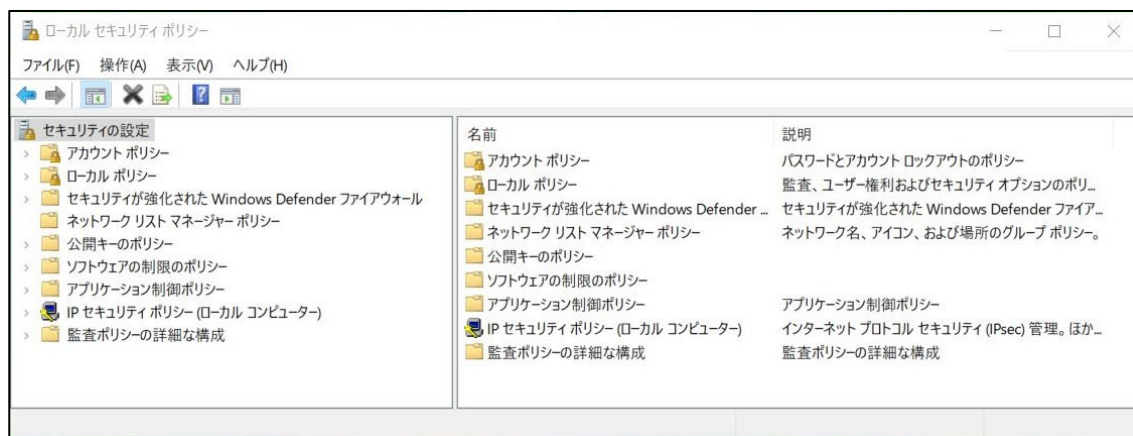 ローカル セキュリティ ポリシー
ファイル(F) 操作(A) 表示(V) ヘルプ(H)
セキュリティの設定
アカウント ポリシー
ローカル ポリシー
セキュリティが強化された Windows Defender ファイアウォール
ネットワーク リスト マネージャー ポリシー
公開キーのポリシー
ソフトウェアの制限のポリシー
アプリケーション制御ポリシー
IP セキュリティ ポリシー (ローカル コンピューター)
監査ポリシーの詳細な構成
名前 説明
アカウント ポリシー パスワードとアカウント ロックアウトのポリシー
ローカル ポリシー 監査、ユーザー権利およびセキュリティ オプションのポリ...
セキュリティが強化された Windows Defender ... セキュリティが強化された Windows Defender ファイア...
ネットワーク リスト マネージャー ポリシー ネットワーク名、アイコン、および場所のグループ ポリシー。
公開キーのポリシー
ソフトウェアの制限のポリシー
アプリケーション制御ポリシー アプリケーション制御ポリシー
IP セキュリティ ポリシー (ローカル コンピューター) インターネット プロトコル セキュリティ (IPsec) 管理。ほか...
監査ポリシーの詳細な構成 監査ポリシーの詳細な構成